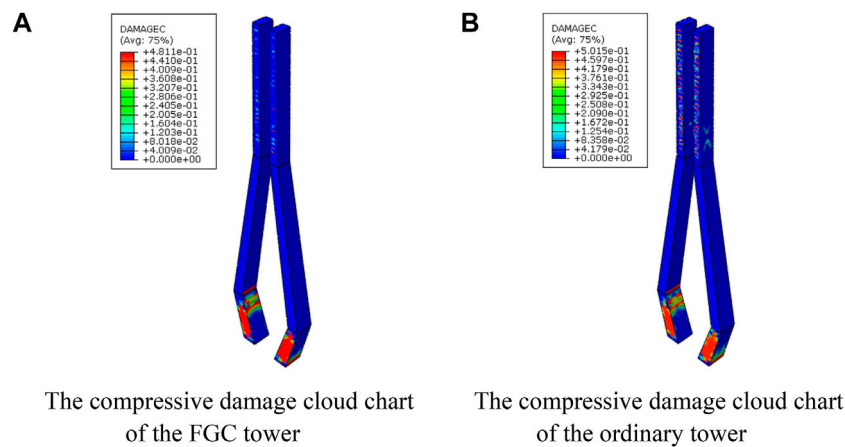 A
DAMAGEC
(Avg: 75%)
+4.811e-01
+4.410e-01
+4.009e-01
+3.608e-01
+3.207e-01
+2.806e-01
+2.405e-01
+2.005e-01
+1.604e-01
+1.203e-01
+8.018e-02
+4.009e-02
+0.000e+00
The compressive damage cloud chart
of the FGC tower
B
DAMAGEC
(Avg: 75%)
+5.015e-01
+4.597e-01
+4.179e-01
+3.761e-01
+3.343e-01
+2.925e-01
+2.508e-01
+2.090e-01
+1.672e-01
+1.254e-01
+8.358e-02
+4.179e-02
+0.000e+00
The compressive damage cloud chart
of the ordinary tower